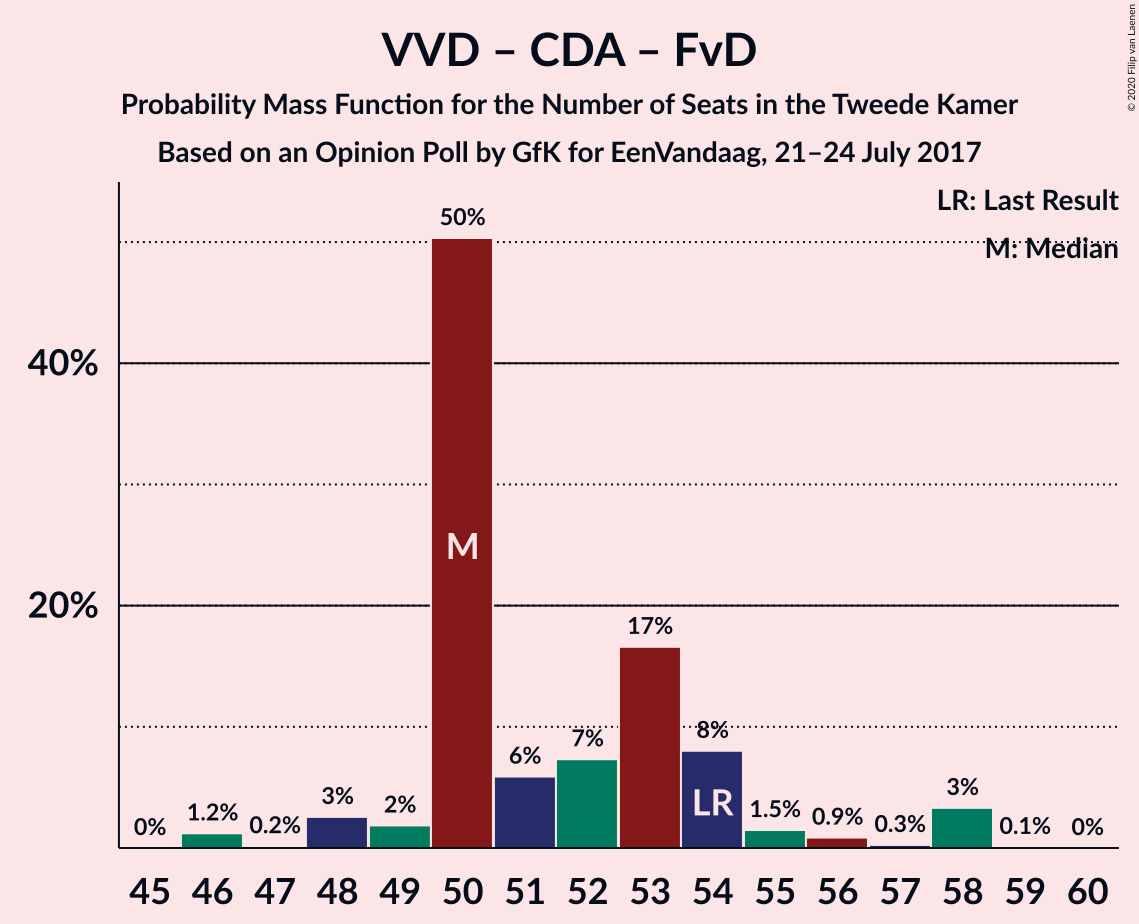 VVD – CDA – FvD
Probability Mass Function for the Number of Seats in the Tweede Kamer
Based on an Opinion Poll by GfK for EenVandaag, 21–24 July 2017
© 2020 Filip van Laenen
LR: Last Result
M: Median
40%
20%
0%
1.2%
0.2%
3%
2%
50%
6%
7%
17%
8%
1.5%
0.9%
0.3%
3%
0.1%
0%
M
LR
45 46 47 48 49 50 51 52 53 54 55 56 57 58 59 60